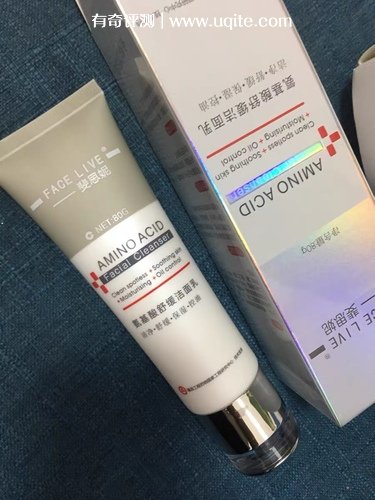 有奇评测 | www.uqite.com
FACE LIVE®
斐思妮
NET:80G
AMINO ACID
Facial Cleanser
Clean spotless • Soothing skin
• Moisturising • Oil control
氨基酸舒缓洁面乳
洁净·舒缓·保湿·控油
氨基酸舒缓洁面乳
洁净·舒缓·保湿·控油
Clean spotless • Soothing skin
• Moisturising • Oil control
AMINO ACID
净含量80g
FACE LIVE®
斐思妮